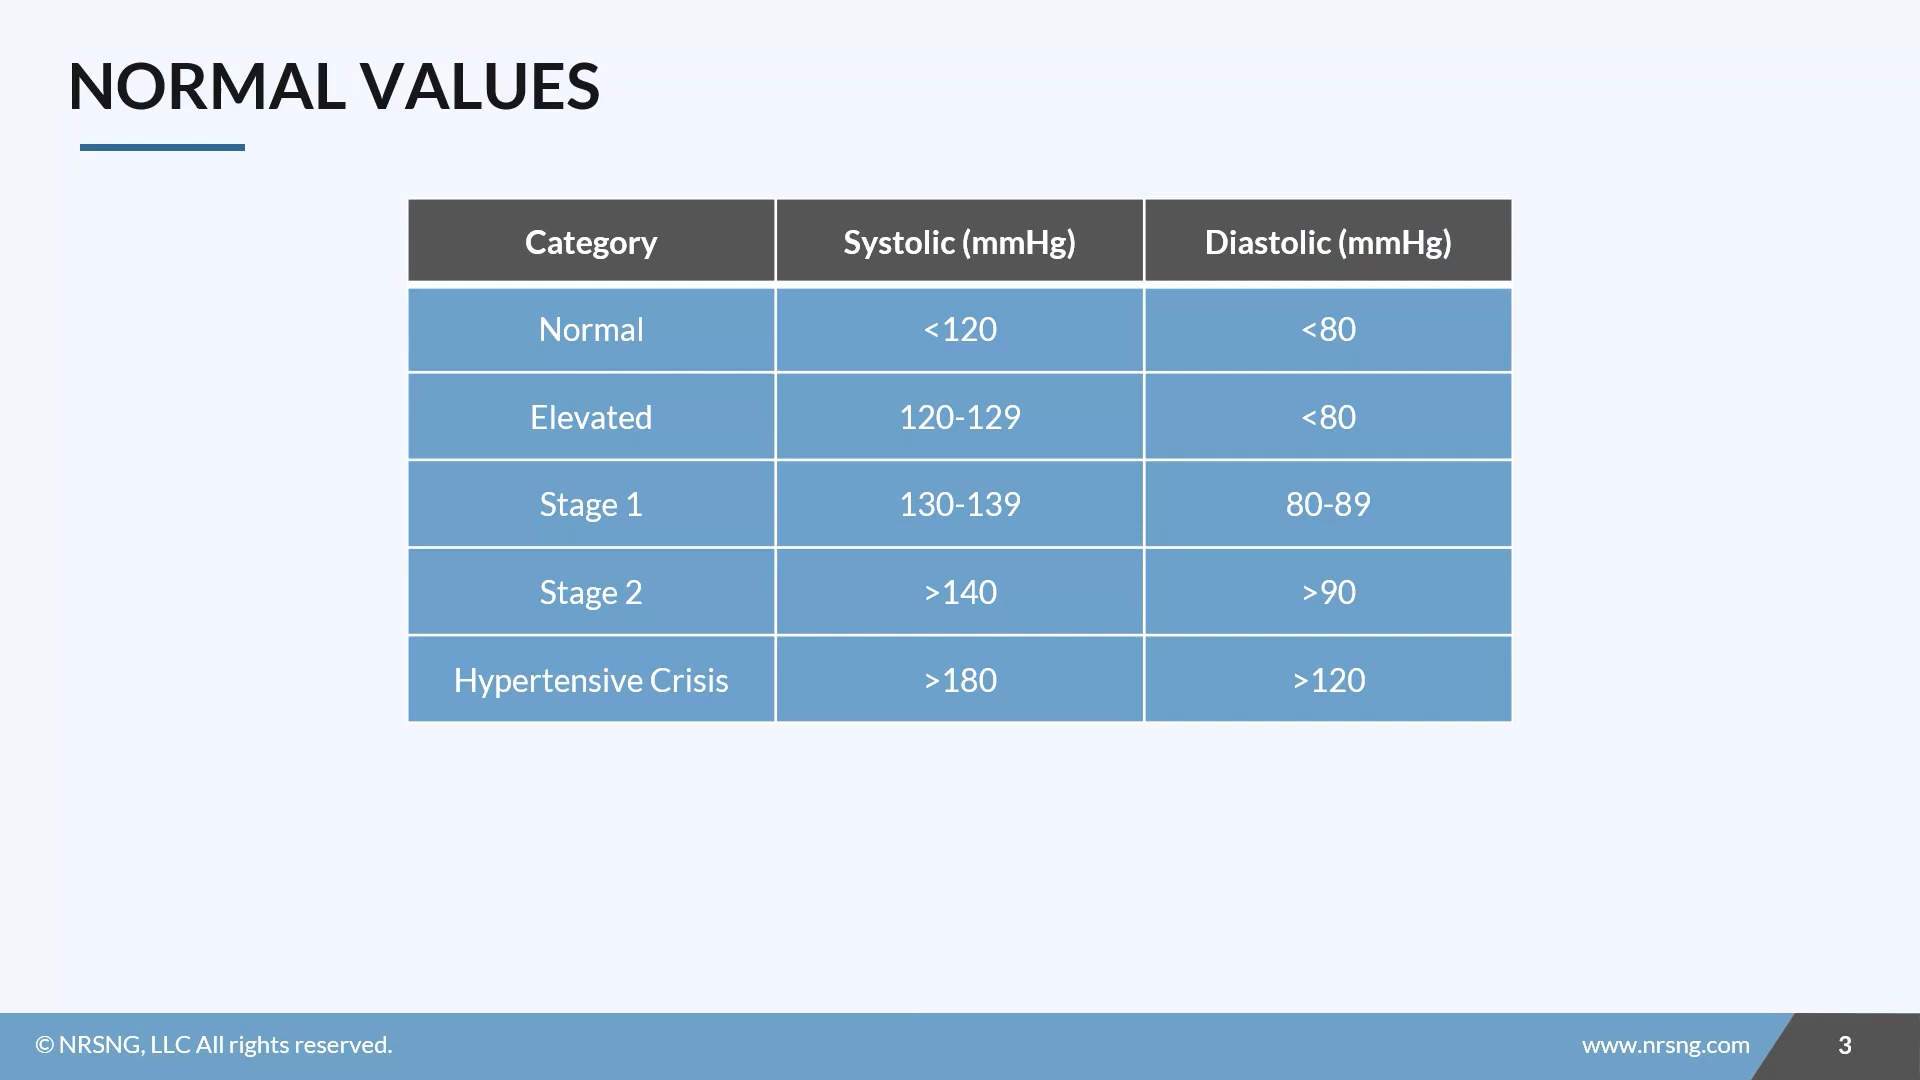 NORMAL VALUES
Category Systolic (mmHg) Diastolic (mmHg)
Normal <120 <80
Elevated 120-129 <80
Stage 1 130-139 80-89
Stage 2 >140 >90
Hypertensive Crisis >180 >120
© NRSNG, LLC All rights reserved. www.nrsng.com 3